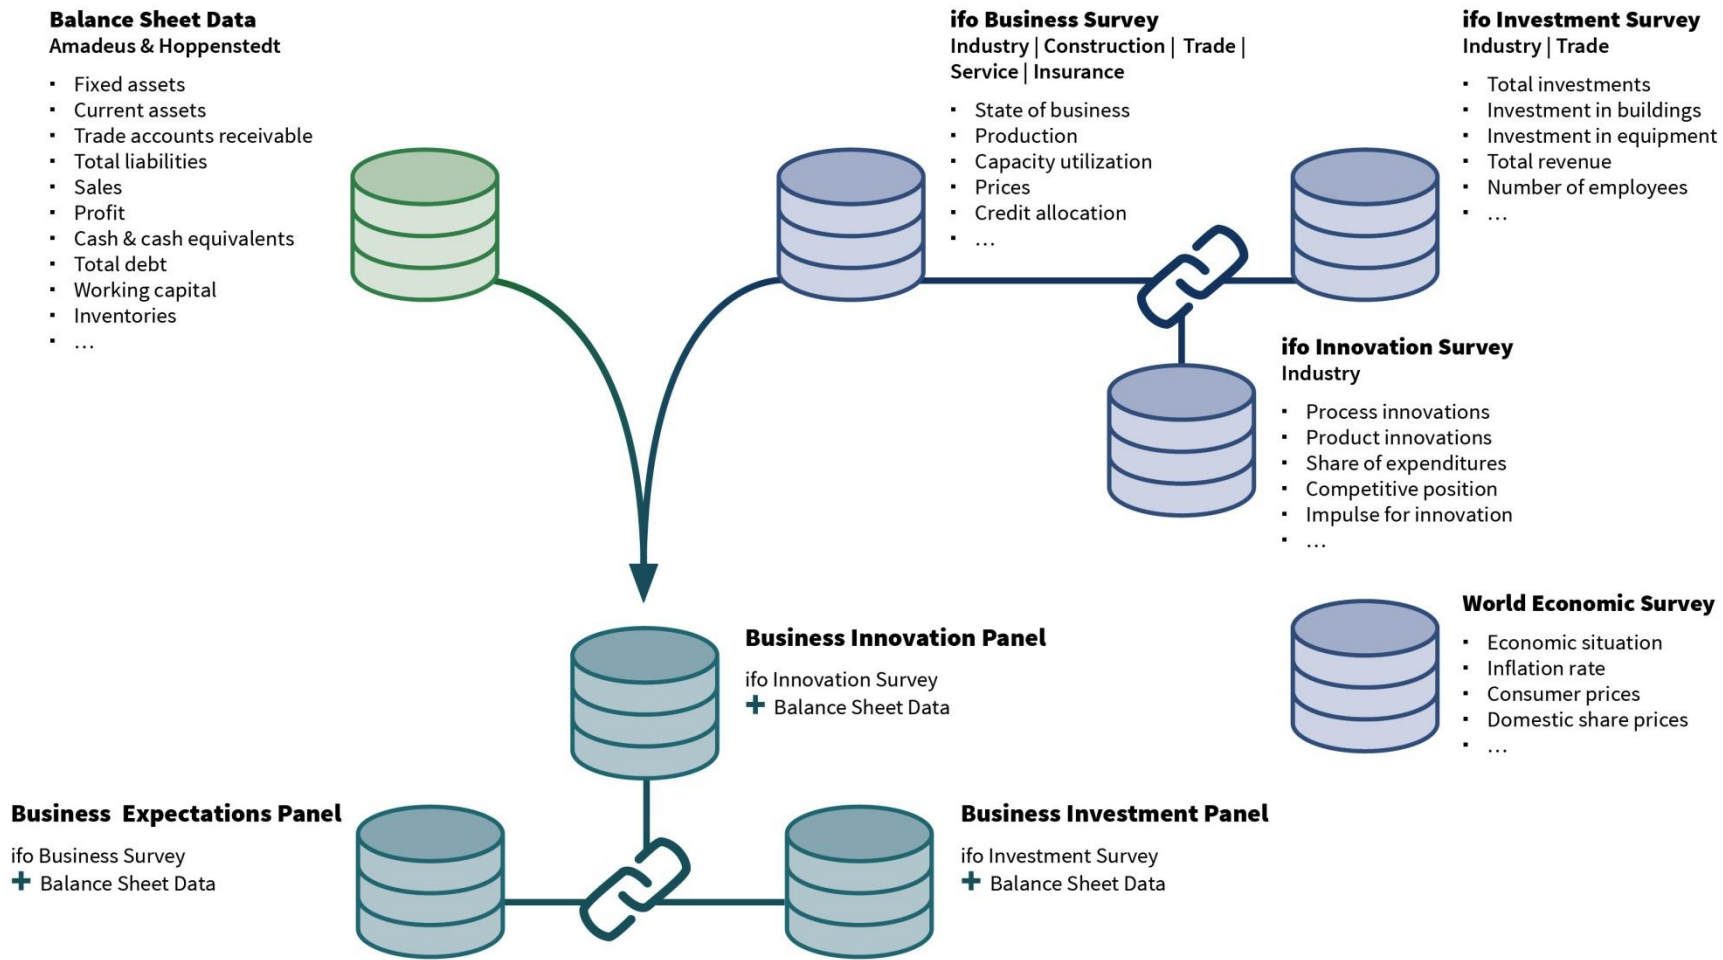 Balance Sheet Data
Amadeus & Hoppenstedt
▪ Fixed assets
▪ Current assets
▪ Trade accounts receivable
▪ Total liabilities
▪ Sales
▪ Profit
▪ Cash & cash equivalents
▪ Total debt
▪ Working capital
▪ Inventories
▪ …
ifo Business Survey
Industry | Construction | Trade |
Service | Insurance
▪ State of business
▪ Production
▪ Capacity utilization
▪ Prices
▪ Credit allocation
▪ …
ifo Investment Survey
Industry | Trade
▪ Total investments
▪ Investment in buildings
▪ Investment in equipment
▪ Total revenue
▪ Number of employees
▪ …
ifo Innovation Survey
Industry
▪ Process innovations
▪ Product innovations
▪ Share of expenditures
▪ Competitive position
▪ Impulse for innovation
▪ …
World Economic Survey
▪ Economic situation
▪ Inflation rate
▪ Consumer prices
▪ Domestic share prices
▪ …
Business Innovation Panel
ifo Innovation Survey
+ Balance Sheet Data
Business Expectations Panel
ifo Business Survey
+ Balance Sheet Data
Business Investment Panel
ifo Investment Survey
+ Balance Sheet Data